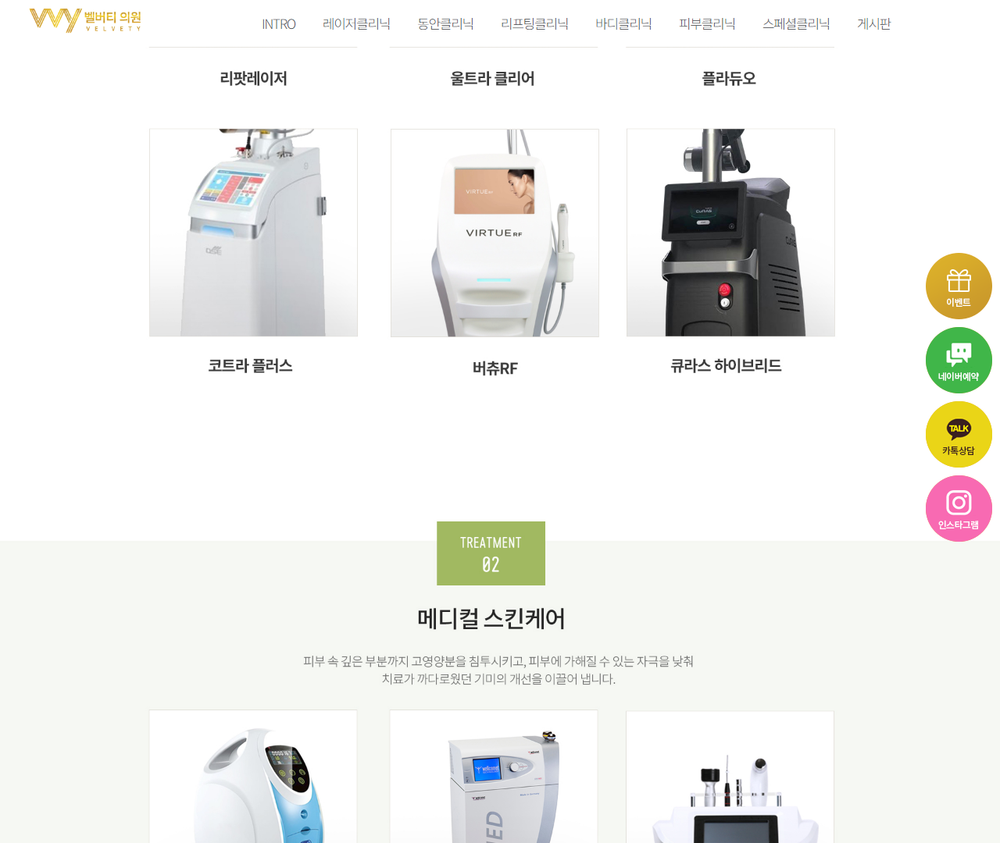 벨버티 의원
VELVETY
INTRO 레이저클리닉 동안클리닉 리프팅클리닉 바디클리닉 피부클리닉 스페셜클리닉 게시판
리팟레이저 울트라 클리어 플라듀오
DSE
VIRTUE RF
VIRTUE RF
CURAS
코트라 플러스 버츄RF 큐라스 하이브리드
이벤트
네이버예약
TALK
카톡상담
인스타그램
TREATMENT
02
메디컬 스킨케어
피부 속 깊은 부분까지 고영양분을 침투시키고, 피부에 가해질 수 있는 자극을 낮춰
치료가 까다로웠던 기미의 개선을 이끌어 냅니다.
wellcomet